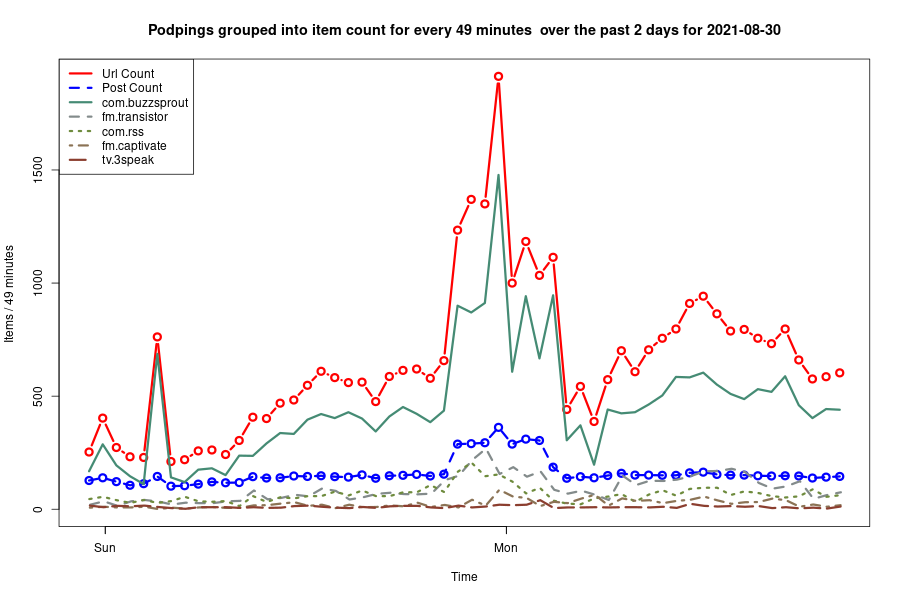 Podpings grouped into item count for every 49 minutes  over the past 2 days for 2021-08-30
Url Count
Post Count
com.buzzsprout
fm.transistor
com.rss
fm.captivate
tv.3speak
1500
1000
500
0
Items / 49 minutes
Sun
Mon
Time